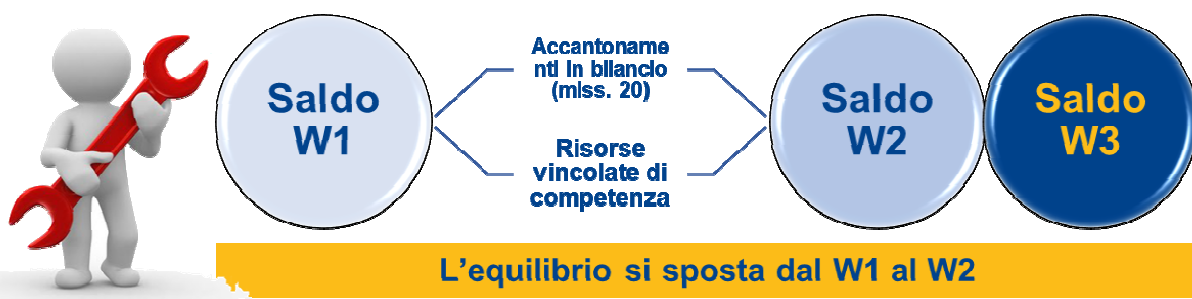 Saldo
W1
Accantoname
nti in bilancio
(miss. 20)
Risorse
vincolate di
competenza
Saldo
W2
Saldo
W3
L’equilibrio si sposta dal W1 al W2